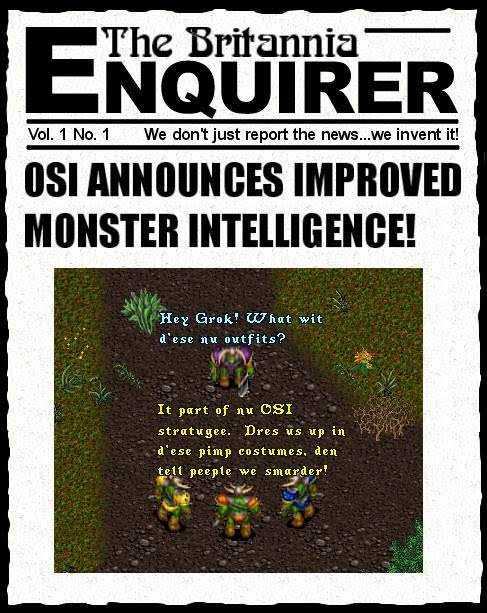 The Britannia
ENQUIRER
Vol. 1 No. 1 We don't just report the news...we invent it!
OSI ANNOUNCES IMPROVED
MONSTER INTELLIGENCE!
Hey Grok! What wit
d'ese nu outfits?
It part of nu OSI
stratugee. Dres us up in
d'ese pimp costumes, den
tell peeple we smarder!